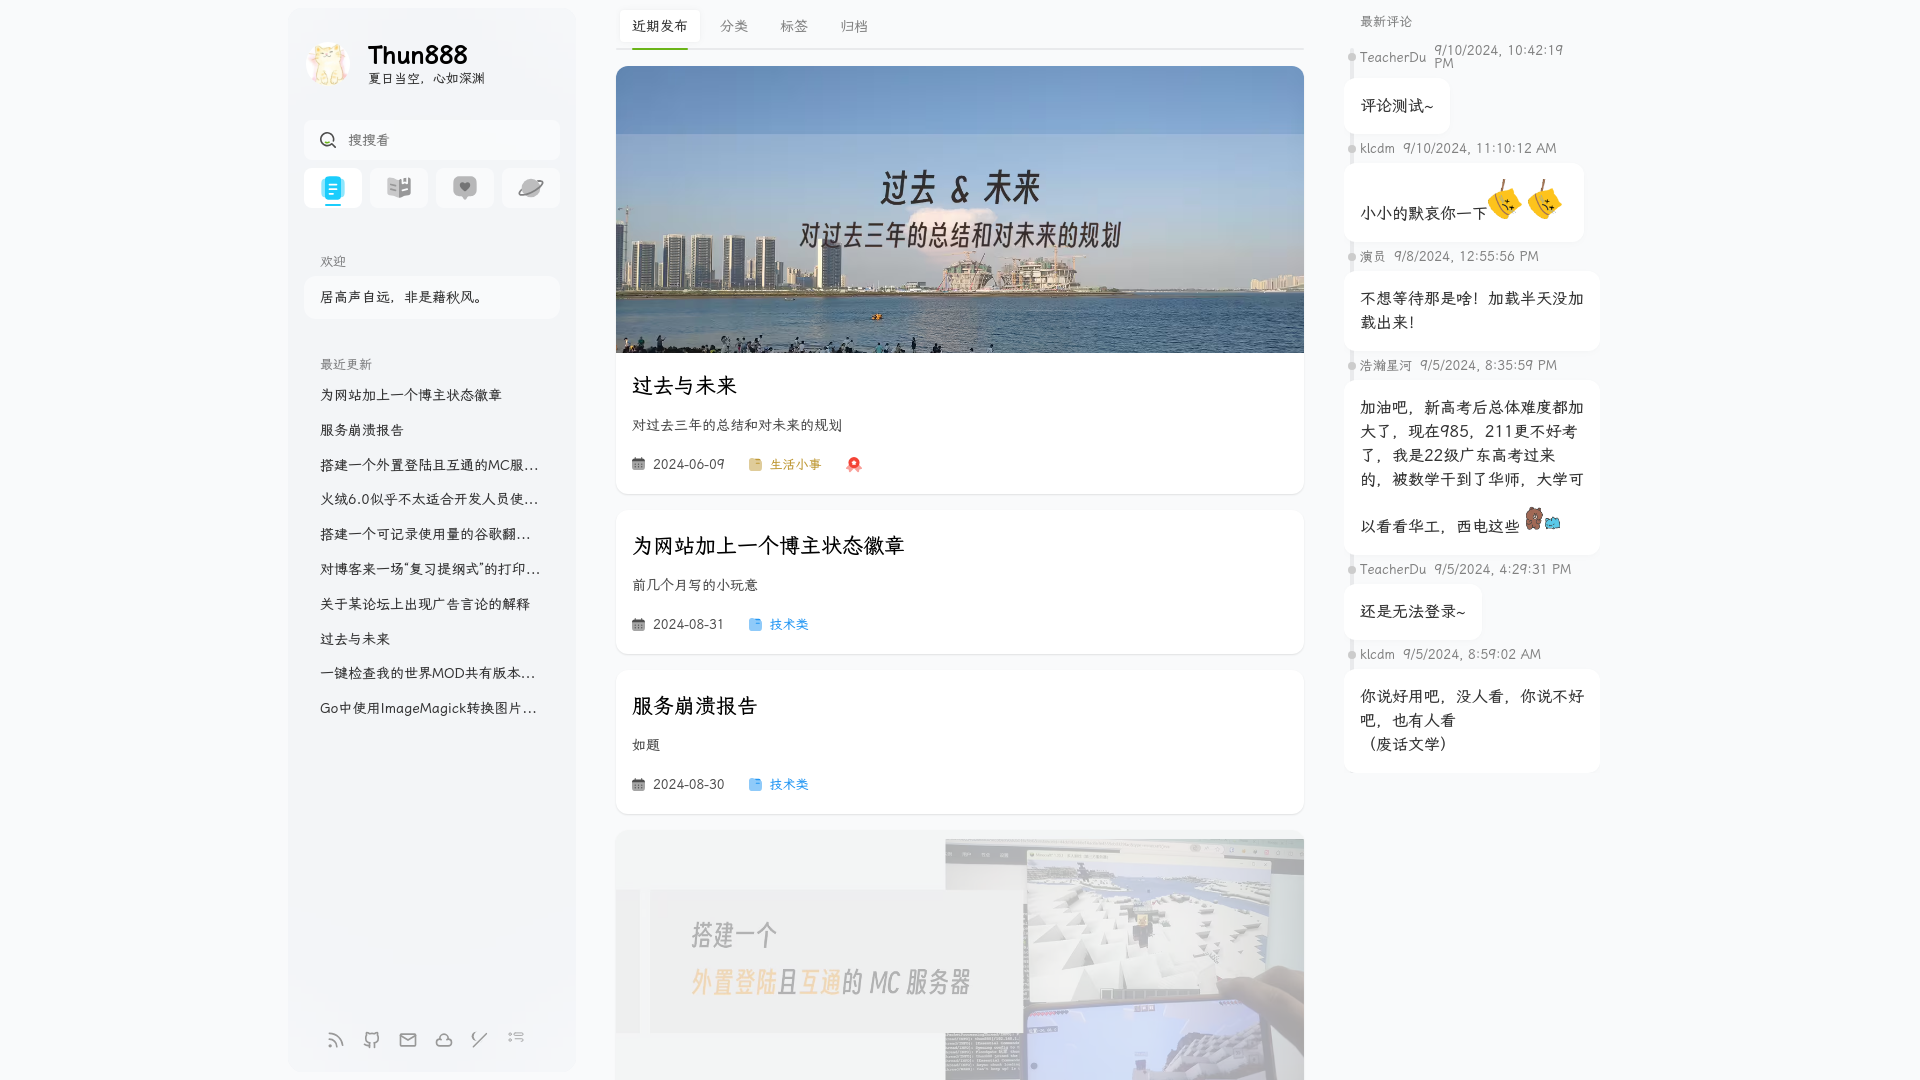 Thun888
夏日当空，心如深渊
搜搜看
欢迎
居高声自远，非是藉秋风。
最近更新
为网站加上一个博主状态徽章
服务崩溃报告
搭建一个外置登陆且互通的MC服...
火绒6.0似乎不太适合开发人员使...
搭建一个可记录使用量的谷歌翻...
对博客来一场“复习提纲式”的打印...
关于某论坛上出现广告言论的解释
过去与未来
一键检查我的世界MOD共有版本...
Go中使用ImageMagick转换图片...
近期发布 分类 标签 归档
过去 & 未来
对过去三年的总结和对未来的规划
过去与未来
对过去三年的总结和对未来的规划
2024-06-09 生活小事
为网站加上一个博主状态徽章
前几个月写的小玩意
2024-08-31 技术类
服务崩溃报告
如题
2024-08-30 技术类
搭建一个
外置登陆且互通的 MC 服务器
最新评论
TeacherDu 9/10/2024, 10:42:19
PM
评论测试~
klcdm 9/10/2024, 11:10:12 AM
小小的默哀你一下
演员 9/8/2024, 12:55:56 PM
不想等待那是啥！加载半天没加
载出来！
浩瀚星河 9/5/2024, 8:35:59 PM
加油吧，新高考后总体难度都加
大了，现在985，211更不好考
了，我是22级广东高考过来
的，被数学干到了华师，大学可
以看看华工，西电这些
TeacherDu 9/5/2024, 4:29:31 PM
还是无法登录~
klcdm 9/5/2024, 8:59:02 AM
你说好用吧，没人看，你说不好
吧，也有人看
（废话文学）